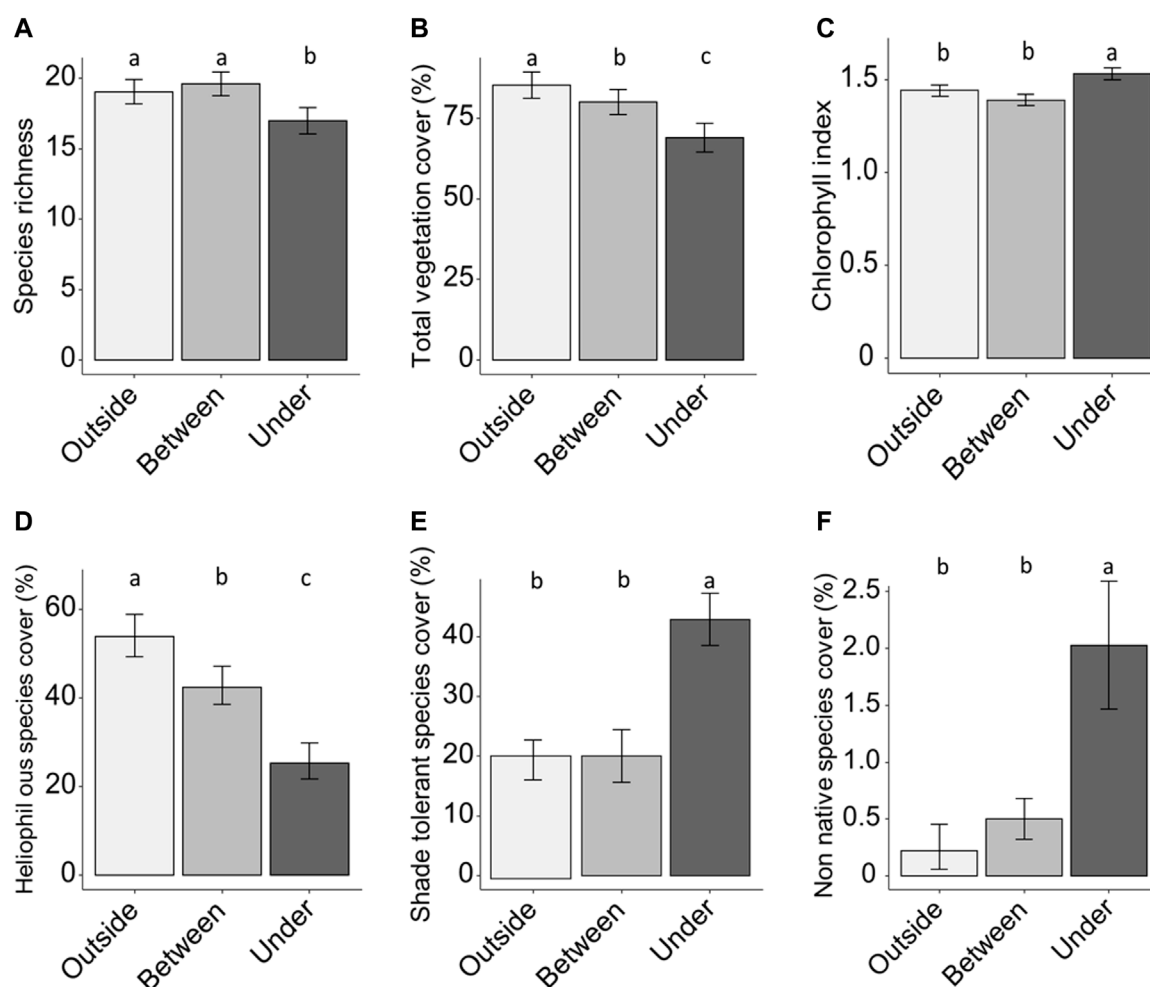 A
a
a
b
Species richness
20
15
10
5
0
Outside
Between
Under
B
a
b
c
Total vegetation cover (%)
75
50
25
0
Outside
Between
Under
C
b
b
a
Chlorophyll index
1.5
1.0
0.5
0
Outside
Between
Under
D
a
b
c
Heliophil ous species cover (%)
60
40
20
0
Outside
Between
Under
E
b
b
a
Shade tolerant species cover (%)
40
30
20
10
0
Outside
Between
Under
F
b
b
a
Non native species cover (%)
2.5
2.0
1.5
1.0
0.5
0
Outside
Between
Under